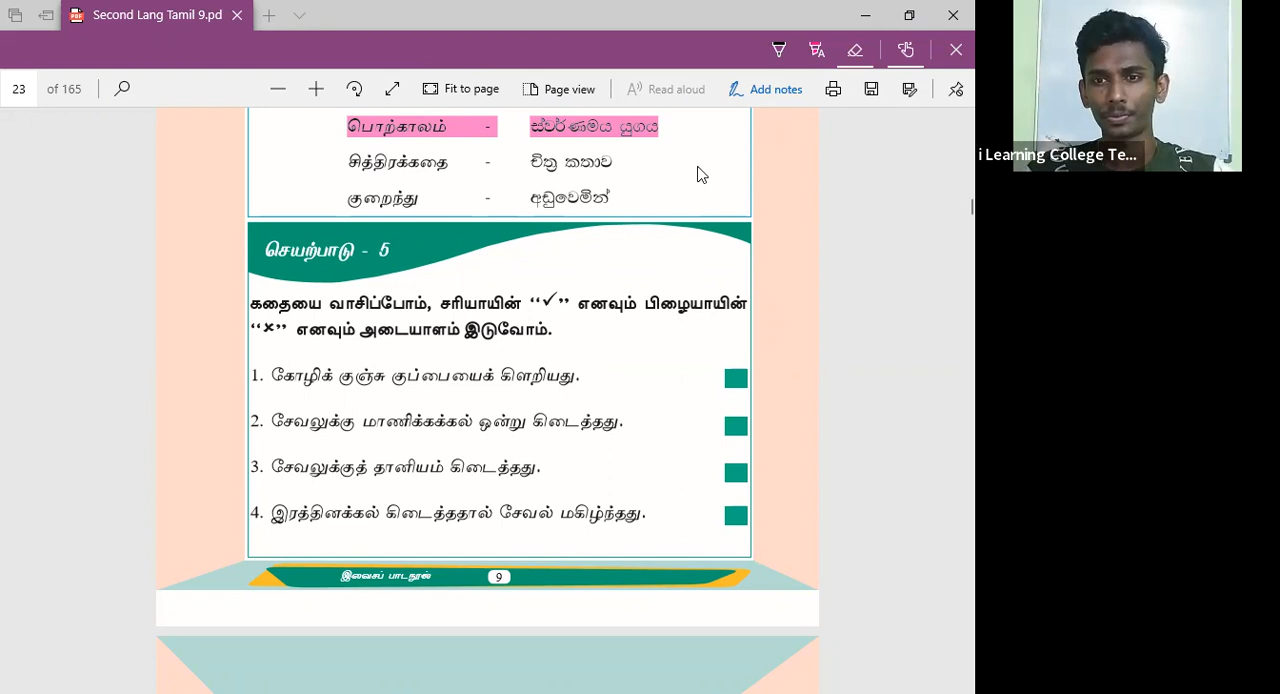 Second Lang Tamil 9.pd
23 of 165
Fit to page
Page view
Read aloud
Add notes
i Learning College Te...
பொற்காலம் - ස්වර්ණමය යුගය
சித்திரக்கதை - චිත්‍ර කතාව
குறைந்து - අඩුවෙමින්
செயற்பாடு - 5
கதையை வாசிப்போம், சரியாயின் “✓” எனவும் பிழையாயின்
“✗” எனவும் அடையாளம் இடுவோம்.
1. கோழிக் குஞ்சு குப்பையைக் கிளறியது.
2. சேவலுக்கு மாணிக்கக்கல் ஒன்று கிடைத்தது.
3. சேவலுக்குத் தானியம் கிடைத்தது.
4. இரத்தினக்கல் கிடைத்ததால் சேவல் மகிழ்ந்தது.
இலவசப் பாடநூல் 9